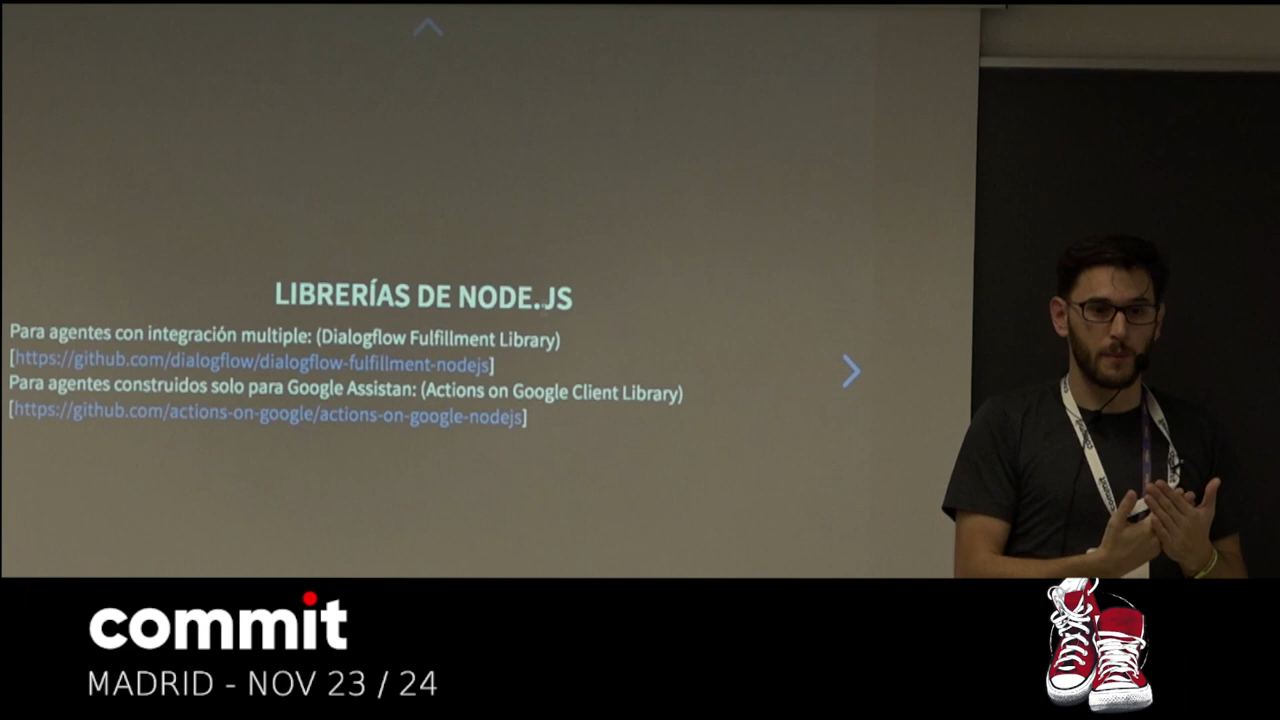 LIBRERÍAS DE NODE.JS
Para agentes con integración multiple: (Dialogflow Fulfillment Library)
[https://github.com/dialogflow/dialogflow-fulfillment-nodejs]
Para agentes construidos solo para Google Assistan: (Actions on Google Client Library)
[https://github.com/actions-on-google/actions-on-google-nodejs]
commit
commit
commit
MADRID - NOV 23 / 24